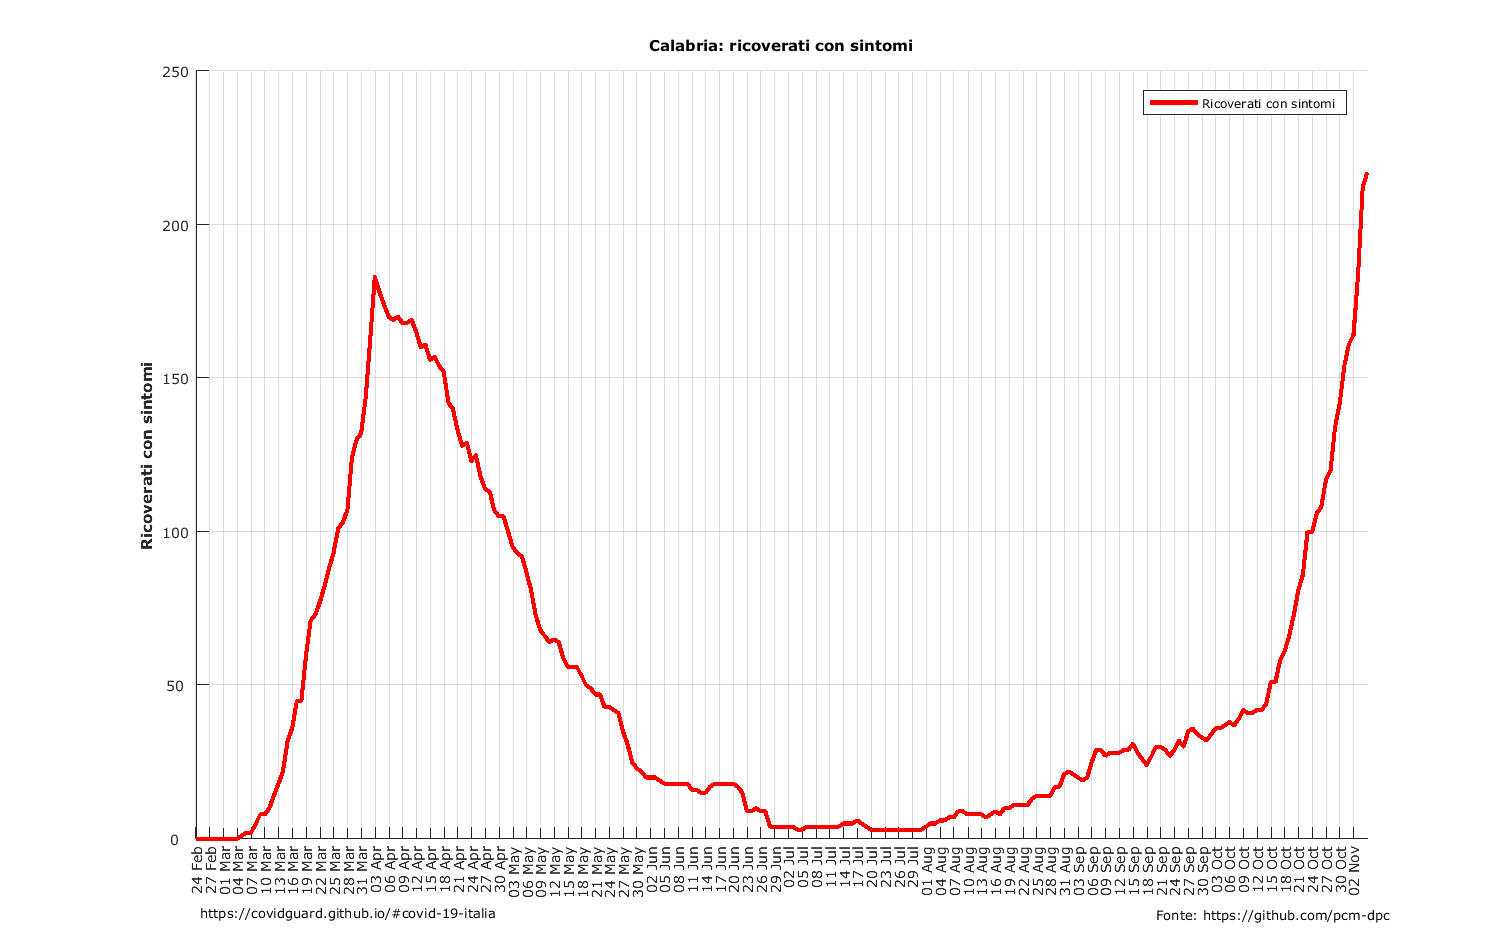 Calabria: ricoverati con sintomi
Ricoverati con sintomi
Ricoverati con sintomi
250
200
150
100
50
0
24 Feb
27 Feb
01 Mar
04 Mar
07 Mar
10 Mar
13 Mar
16 Mar
19 Mar
22 Mar
25 Mar
28 Mar
31 Mar
03 Apr
06 Apr
09 Apr
12 Apr
15 Apr
18 Apr
21 Apr
24 Apr
27 Apr
30 Apr
03 May
06 May
09 May
12 May
15 May
18 May
21 May
24 May
27 May
30 May
02 Jun
05 Jun
08 Jun
11 Jun
14 Jun
17 Jun
20 Jun
23 Jun
26 Jun
29 Jun
02 Jul
05 Jul
08 Jul
11 Jul
14 Jul
17 Jul
20 Jul
23 Jul
26 Jul
29 Jul
01 Aug
04 Aug
07 Aug
10 Aug
13 Aug
16 Aug
19 Aug
22 Aug
25 Aug
28 Aug
31 Aug
03 Sep
06 Sep
09 Sep
12 Sep
15 Sep
18 Sep
21 Sep
24 Sep
27 Sep
30 Sep
03 Oct
06 Oct
09 Oct
12 Oct
15 Oct
18 Oct
21 Oct
24 Oct
27 Oct
30 Oct
02 Nov
https://covidguard.github.io/#covid-19-italia
Fonte: https://github.com/pcm-dpc